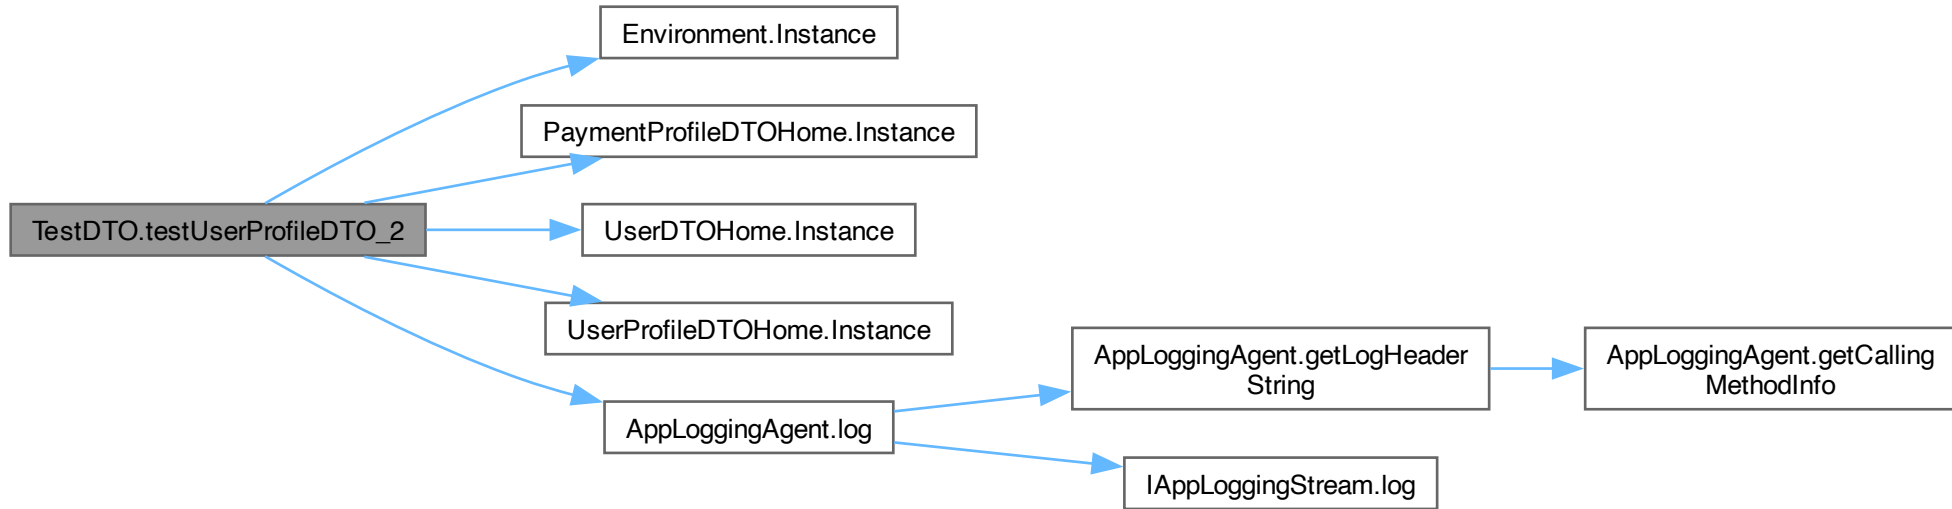 Environment.Instance
PaymentProfileDTOHome.Instance
TestDTO.testUserProfileDTO_2
UserDTOHome.Instance
UserProfileDTOHome.Instance
AppLoggingAgent.getLogHeader
String
AppLoggingAgent.getCalling
MethodInfo
AppLoggingAgent.log
IAppLoggingStream.log